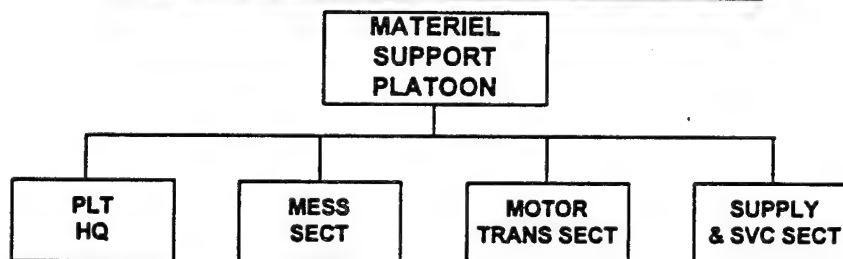 MATERIEL
SUPPORT
PLATOON
PLT
HQ
MESS
SECT
MOTOR
TRANS SECT
SUPPLY
& SVC SECT